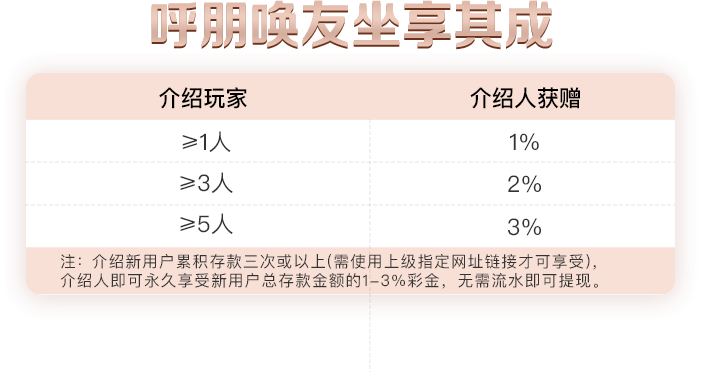 呼朋唤友坐享其成
介绍玩家 介绍人获赠
≥1人 1%
≥3人 2%
≥5人 3%
注：介绍新用户累积存款三次或以上(需使用上级指定网址链接才可享受)，
介绍人即可永久享受新用户总存款金额的1-3%彩金，无需流水即可提现。